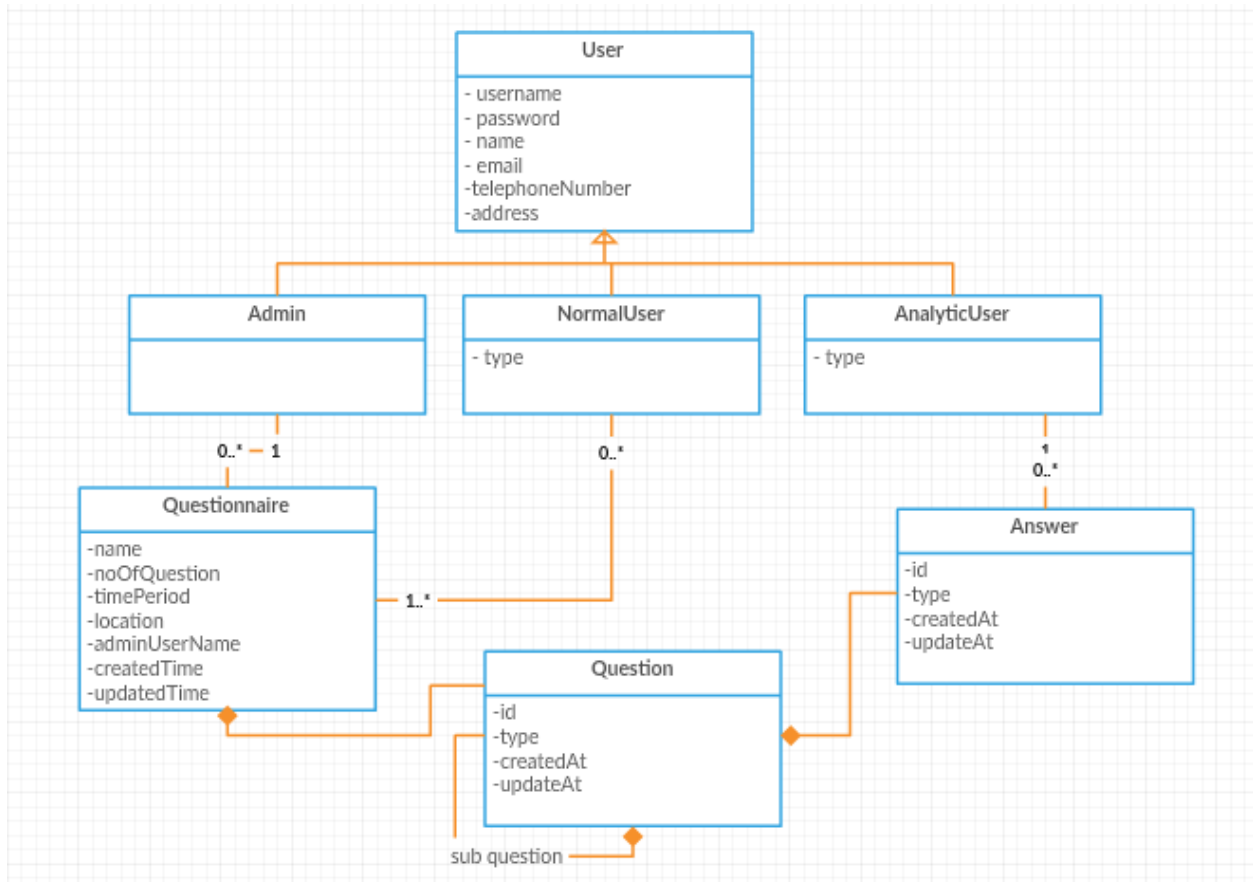 User
- username
- password
- name
- email
-telephoneNumber
-address
Admin
NormalUser
- type
AnalyticUser
- type
0..*
1
0..*
1
0..*
Questionnaire
-name
-noOfQuestion
-timePeriod
-location
-adminUserName
-createdTime
-updatedTime
1..*
Answer
-id
-type
-createdAt
-updateAt
Question
-id
-type
-createdAt
-updateAt
sub question